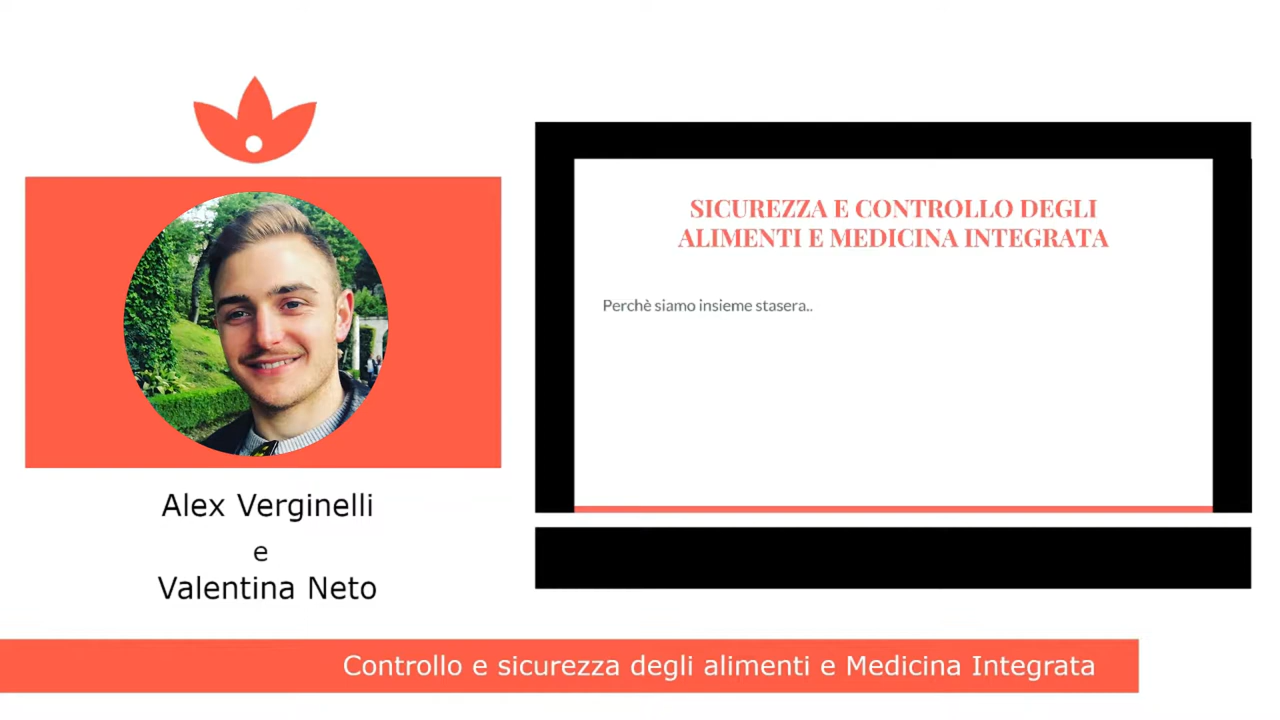 SICUREZZA E CONTROLLO DEGLI
ALIMENTI E MEDICINA INTEGRATA
Perchè siamo insieme stasera..
Alex Verginelli
e
Valentina Neto
Controllo e sicurezza degli alimenti e Medicina Integrata